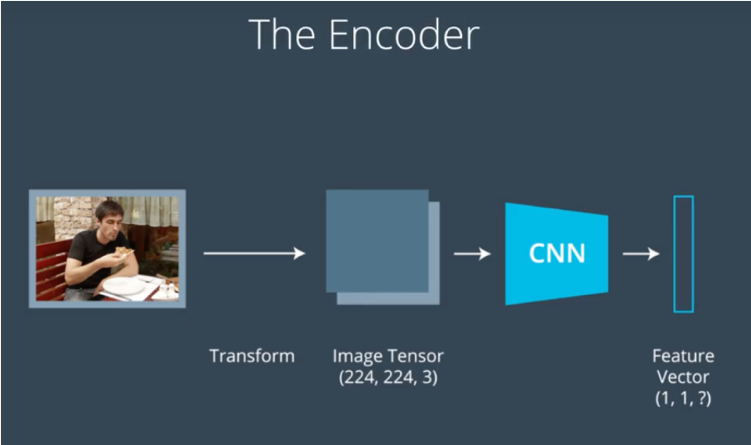 The Encoder
CNN
Transform
Image Tensor
(224, 224, 3)
Feature
Vector
(1, 1, ?)